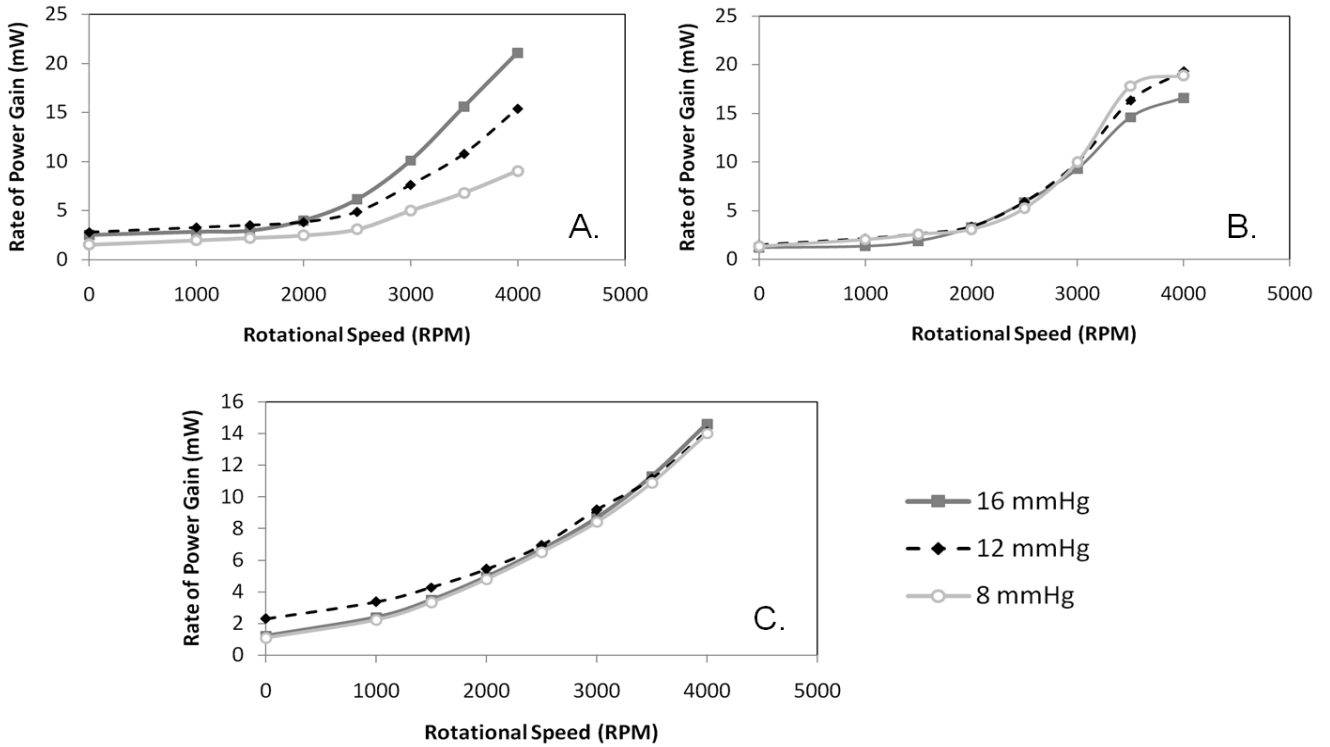 Rate of Power Gain (mW)
25
20
15
10
5
0
0 1000 2000 3000 4000 5000
Rotational Speed (RPM)
A.
Rate of Power Gain (mW)
25
20
15
10
5
0
0 1000 2000 3000 4000 5000
Rotational Speed (RPM)
B.
Rate of Power Gain (mW)
16
14
12
10
8
6
4
2
0
0 1000 2000 3000 4000 5000
Rotational Speed (RPM)
C.
16 mmHg
12 mmHg
8 mmHg